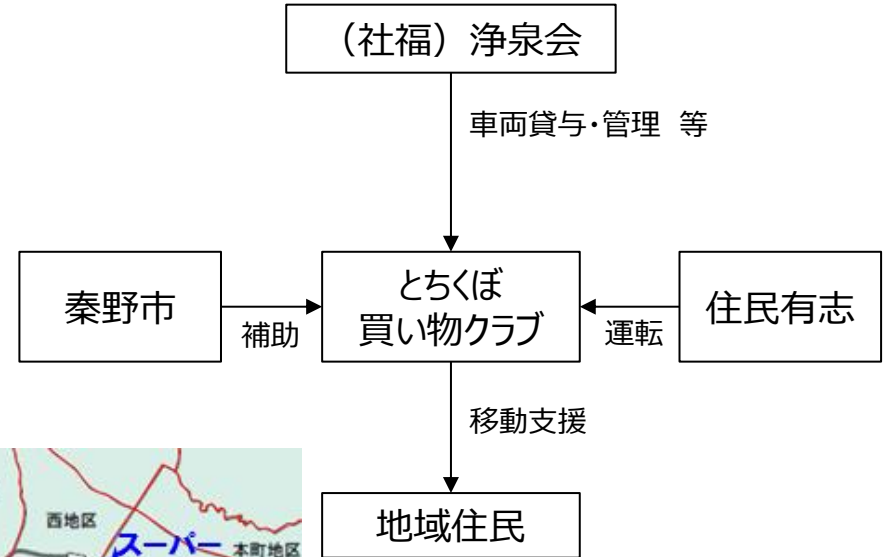 （社福）浄泉会
車両貸与・管理 等
秦野市
補助
とちくぼ
買い物クラブ
運転
住民有志
移動支援
地域住民
西地区
スーパー
本町地区